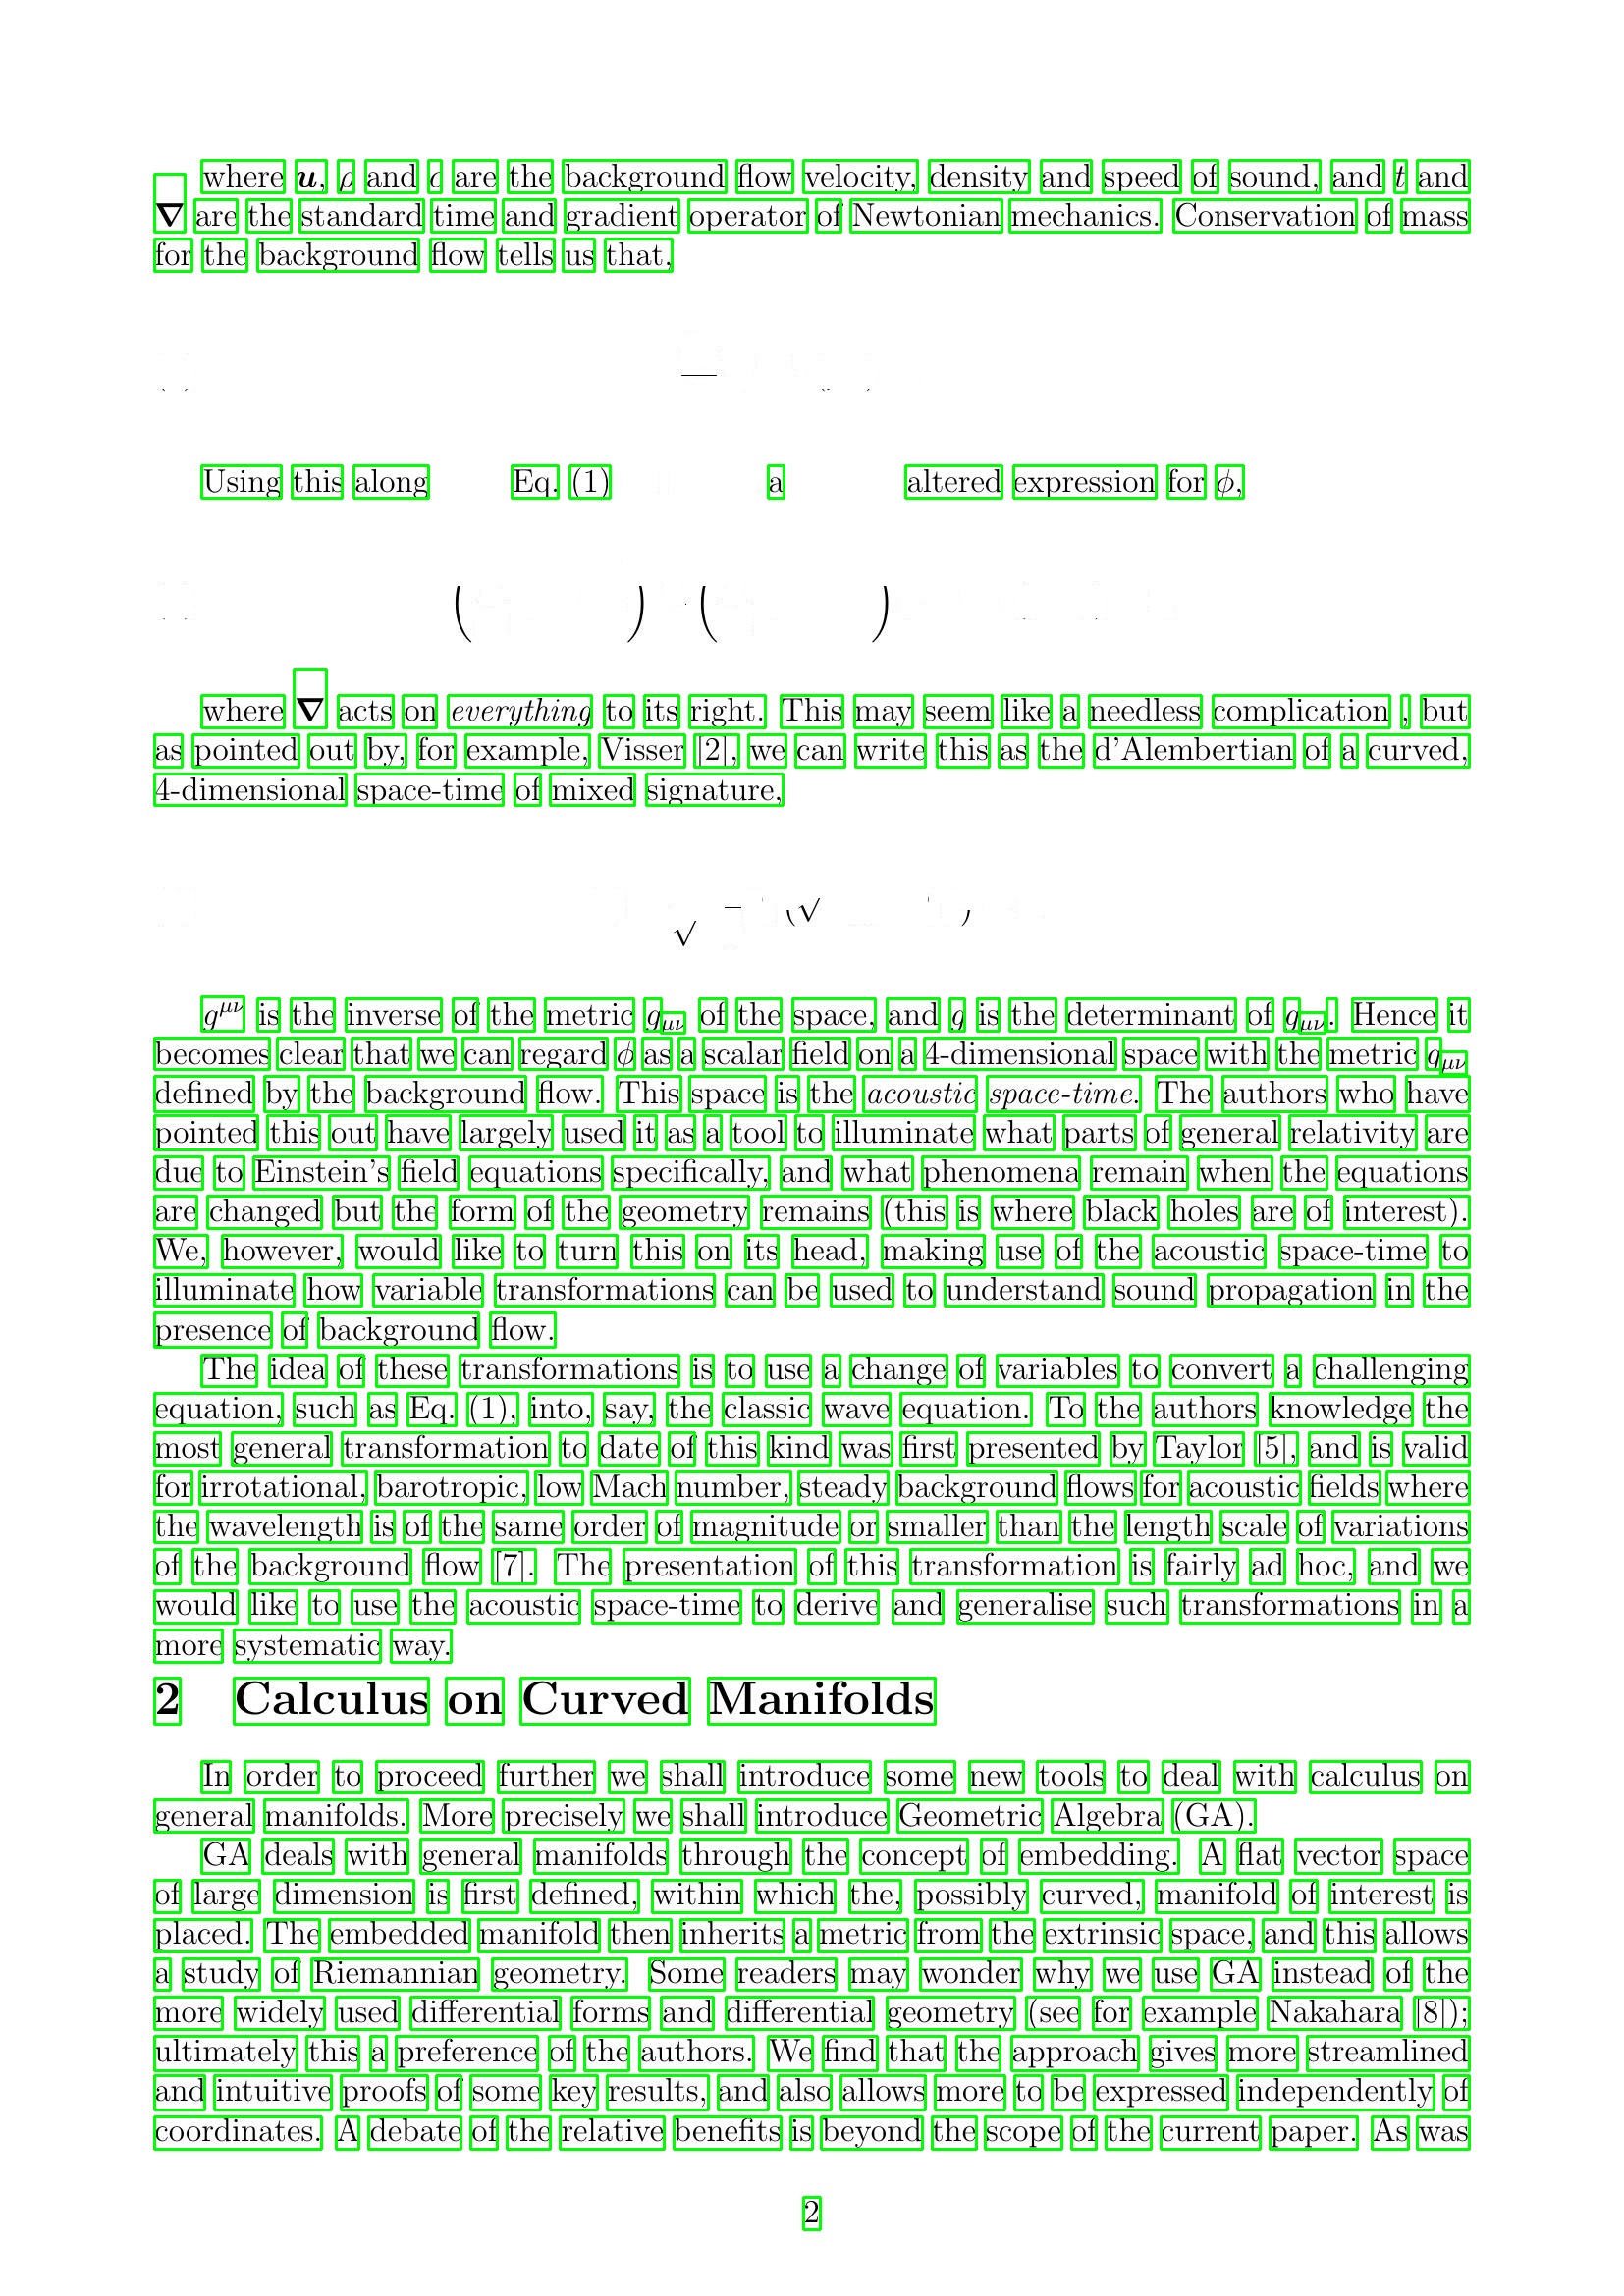 where u, ρ and c are the background flow velocity, density and speed of sound, and t and
∇ are the standard time and gradient operator of Newtonian mechanics. Conservation of mass
for the background flow tells us that,
Using this along Eq. (1) a altered expression for ϕ,
where ∇ acts on everything to its right. This may seem like a needless complication , but
as pointed out by, for example, Visser [2], we can write this as the d'Alembertian of a curved,
4-dimensional space-time of mixed signature,
g^{μν} is the inverse of the metric g_{μν} of the space, and g is the determinant of g_{μν}. Hence it
becomes clear that we can regard ϕ as a scalar field on a 4-dimensional space with the metric g_{μν}
defined by the background flow. This space is the acoustic space-time. The authors who have
pointed this out have largely used it as a tool to illuminate what parts of general relativity are
due to Einstein's field equations specifically, and what phenomena remain when the equations
are changed but the form of the geometry remains (this is where black holes are of interest).
We, however, would like to turn this on its head, making use of the acoustic space-time to
illuminate how variable transformations can be used to understand sound propagation in the
presence of background flow.
The idea of these transformations is to use a change of variables to convert a challenging
equation, such as Eq. (1), into, say, the classic wave equation. To the authors knowledge the
most general transformation to date of this kind was first presented by Taylor [5], and is valid
for irrotational, barotropic, low Mach number, steady background flows for acoustic fields where
the wavelength is of the same order of magnitude or smaller than the length scale of variations
of the background flow [7]. The presentation of this transformation is fairly ad hoc, and we
would like to use the acoustic space-time to derive and generalise such transformations in a
more systematic way.
2 Calculus on Curved Manifolds
In order to proceed further we shall introduce some new tools to deal with calculus on
general manifolds. More precisely we shall introduce Geometric Algebra (GA).
GA deals with general manifolds through the concept of embedding. A flat vector space
of large dimension is first defined, within which the, possibly curved, manifold of interest is
placed. The embedded manifold then inherits a metric from the extrinsic space, and this allows
a study of Riemannian geometry. Some readers may wonder why we use GA instead of the
more widely used differential forms and differential geometry (see for example Nakahara [8]);
ultimately this a preference of the authors. We find that the approach gives more streamlined
and intuitive proofs of some key results, and also allows more to be expressed independently of
coordinates. A debate of the relative benefits is beyond the scope of the current paper. As was
2